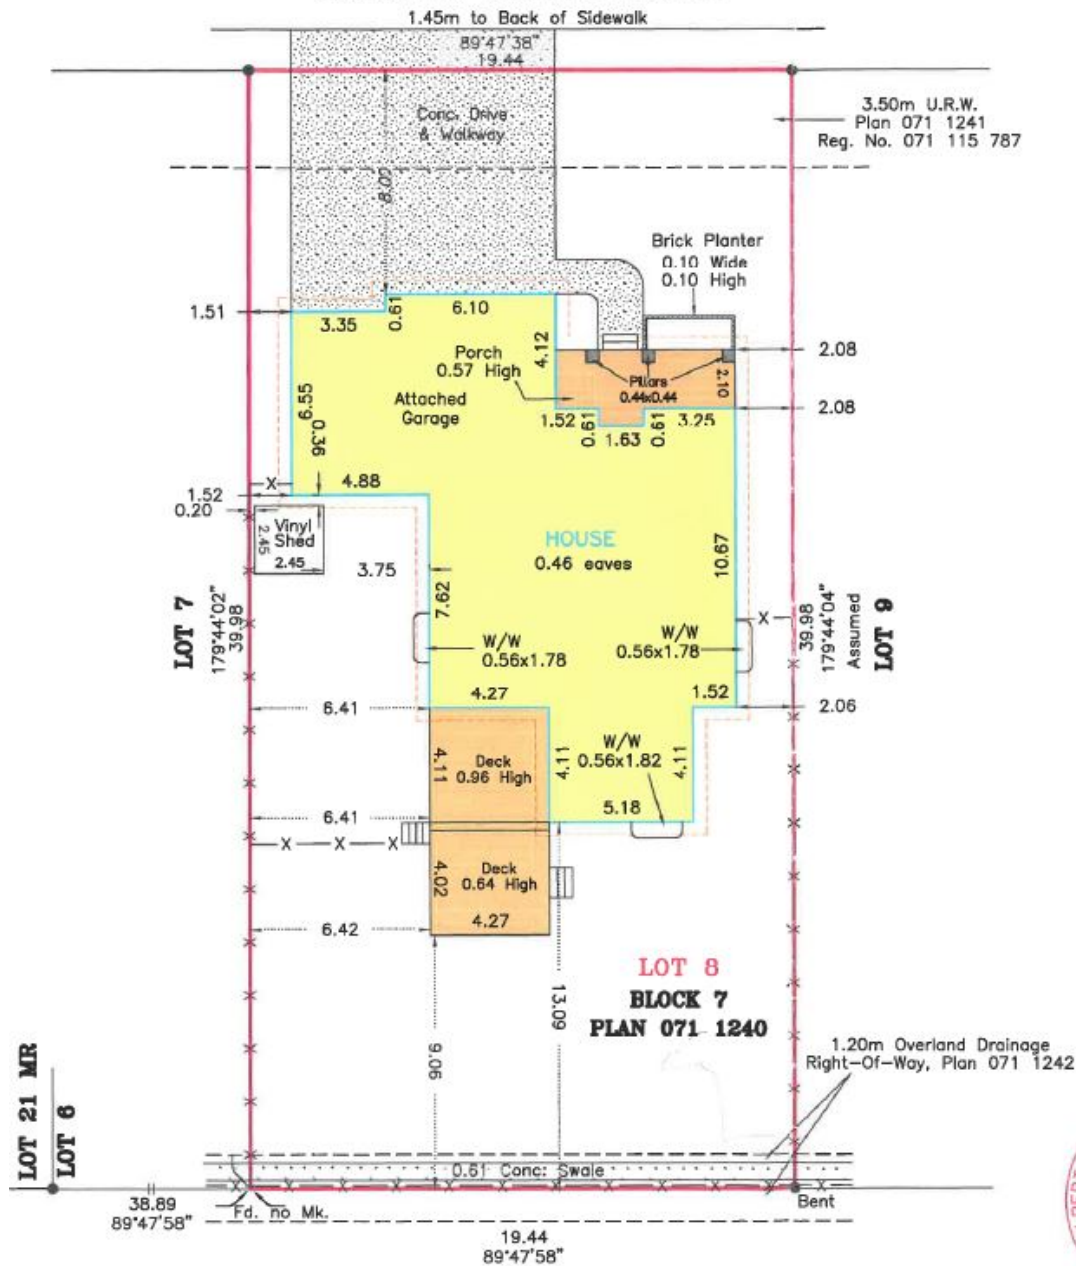 1.45m to Back of Sidewalk
89°47'38"
19.44
Conc. Drive
& Walkway
3.50m U.R.W.
Plan 071 1241
Reg. No. 071 115 787
8.00
Brick Planter
0.10 Wide
0.10 High
1.51
3.35
0.61
6.10
4.12
Porch
0.57 High
Pillars
0.44x0.44
2.10
2.08
2.08
Attached
Garage
6.55
0.36
1.52
0.61
1.63
0.61
3.25
X
4.88
1.52
0.20
Vinyl
Shed
2.45
2.45
3.75
HOUSE
0.46 eaves
10.67
7.62
LOT 7
179°44'02"
39.98
W/W
0.56x1.78
W/W
0.56x1.78
X
39.98
179°44'04"
Assumed
LOT 9
4.27
1.52
6.41
2.06
4.11
Deck
0.96 High
4.11
W/W
0.56x1.82
4.11
5.18
6.41
X X X
4.02
Deck
0.64 High
4.27
6.42
13.09
9.06
LOT 8
BLOCK 7
PLAN 071 1240
1.20m Overland Drainage
Right-Of-Way, Plan 071 1242
LOT 21 MR
LOT 6
0.61 Conc. Swale
38.89
89°47'58"
Fd. no Mk.
Bent
19.44
89°47'58"